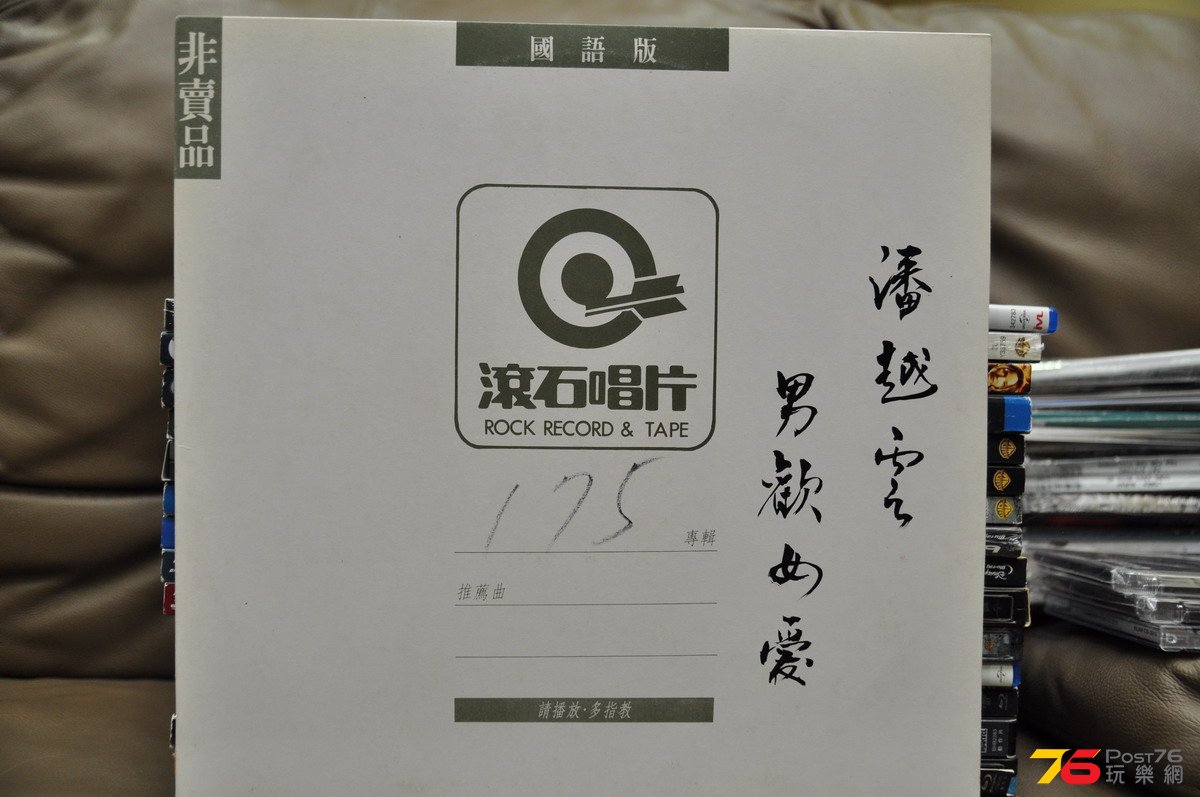 非賣品
國語版
滾石唱片
ROCK RECORD & TAPE
175 專輯
推薦曲
請播放·多指教
潘越雲
男歡女愛
76 POST76
玩樂網